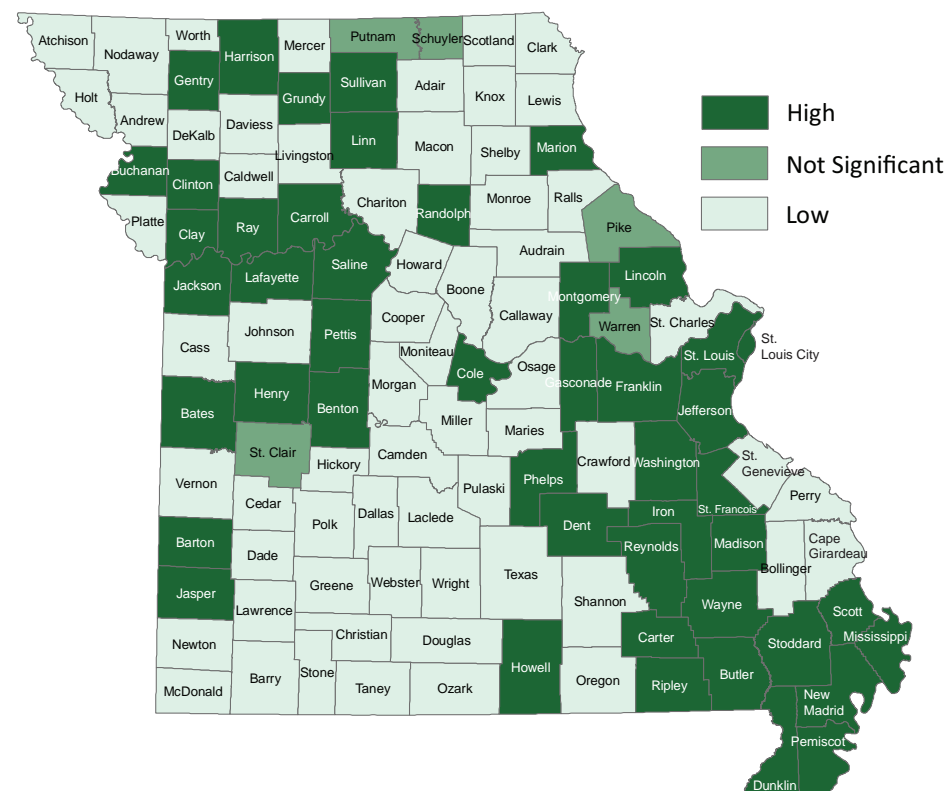 Atchison
Nodaway
Worth
Harrison
Mercer
Putnam
Schuyler
Scotland
Clark
Gentry
Sullivan
Adair
Knox
Lewis
Holt
Andrew
DeKalb
Daviess
Grundy
Linn
Macon
Shelby
Marion
Livingston
Buchanan
Clinton
Caldwell
Chariton
Randolph
Monroe
Ralls
Platte
Clay
Ray
Carroll
Pike
Audrain
Jackson
Lafayette
Saline
Howard
Boone
Callaway
Montgomery
Lincoln
Cass
Johnson
Pettis
Cooper
Moniteau
Cole
Osage
Gasconade
Warren
St. Charles
St. Louis
St.
Louis City
Franklin
Jefferson
Bates
Henry
Benton
Morgan
Miller
Maries
St. Clair
Hickory
Camden
Pulaski
Phelps
Crawford
Washington
St.
Genevieve
Perry
St. Francois
Vernon
Cedar
Polk
Dallas
Laclede
Dent
Iron
Reynolds
Madison
Bollinger
Cape
Girardeau
Barton
Dade
Greene
Webster
Wright
Texas
Shannon
Wayne
Jasper
Lawrence
Christian
Douglas
Howell
Carter
Stoddard
Scott
Mississippi
Newton
McDonald
Barry
Stone
Taney
Ozark
Oregon
Ripley
Butler
New
Madrid
Pemiscot
Dunklin
High
Not Significant
Low